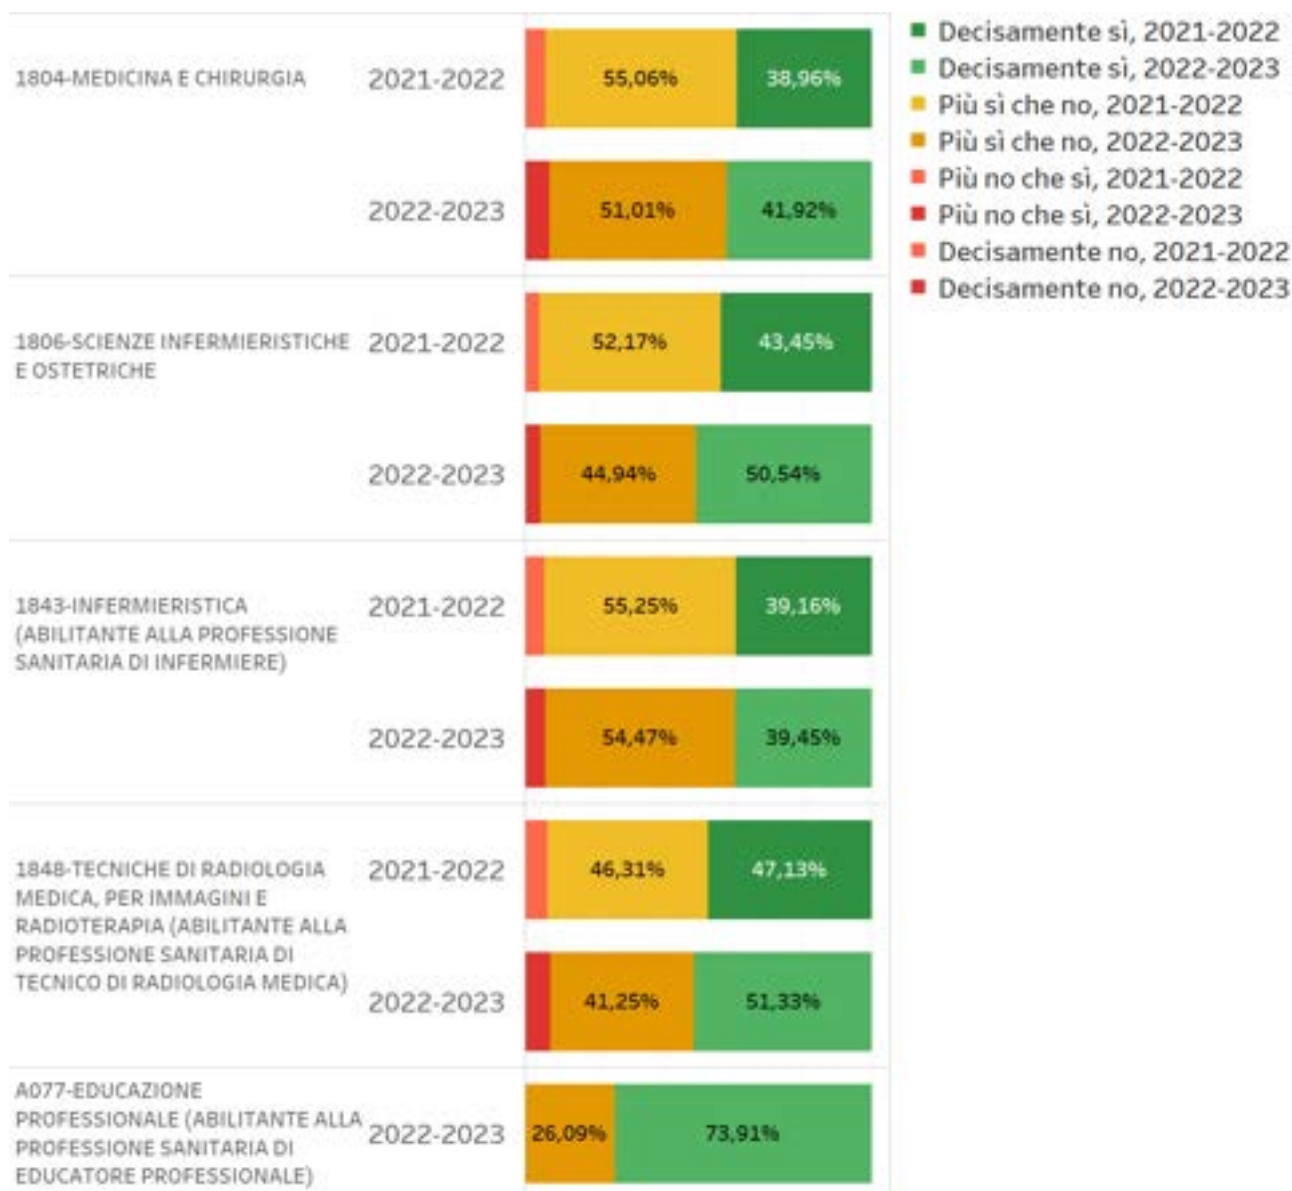 Decisamente sì, 2021-2022
Decisamente sì, 2022-2023
Più sì che no, 2021-2022
Più sì che no, 2022-2023
Più no che sì, 2021-2022
Più no che sì, 2022-2023
Decisamente no, 2021-2022
Decisamente no, 2022-2023
1804-MEDICINA E CHIRURGIA
2021-2022
55,06%
38,96%
2022-2023
51,01%
41,92%
1806-SCIENZE INFERMIERISTICHE
E OSTETRICHE
2021-2022
52,17%
43,45%
2022-2023
44,94%
50,54%
1843-INFERMIERISTICA
(ABILITANTE ALLA PROFESSIONE
SANITARIA DI INFERMIERE)
2021-2022
55,25%
39,16%
2022-2023
54,47%
39,45%
1848-TECNICHE DI RADIOLOGIA
MEDICA, PER IMMAGINI E
RADIOTERAPIA (ABILITANTE ALLA
PROFESSIONE SANITARIA DI
TECNICO DI RADIOLOGIA MEDICA)
2021-2022
46,31%
47,13%
2022-2023
41,25%
51,33%
A077-EDUCAZIONE
PROFESSIONALE (ABILITANTE ALLA
PROFESSIONE SANITARIA DI
EDUCATORE PROFESSIONALE)
2022-2023
26,09%
73,91%